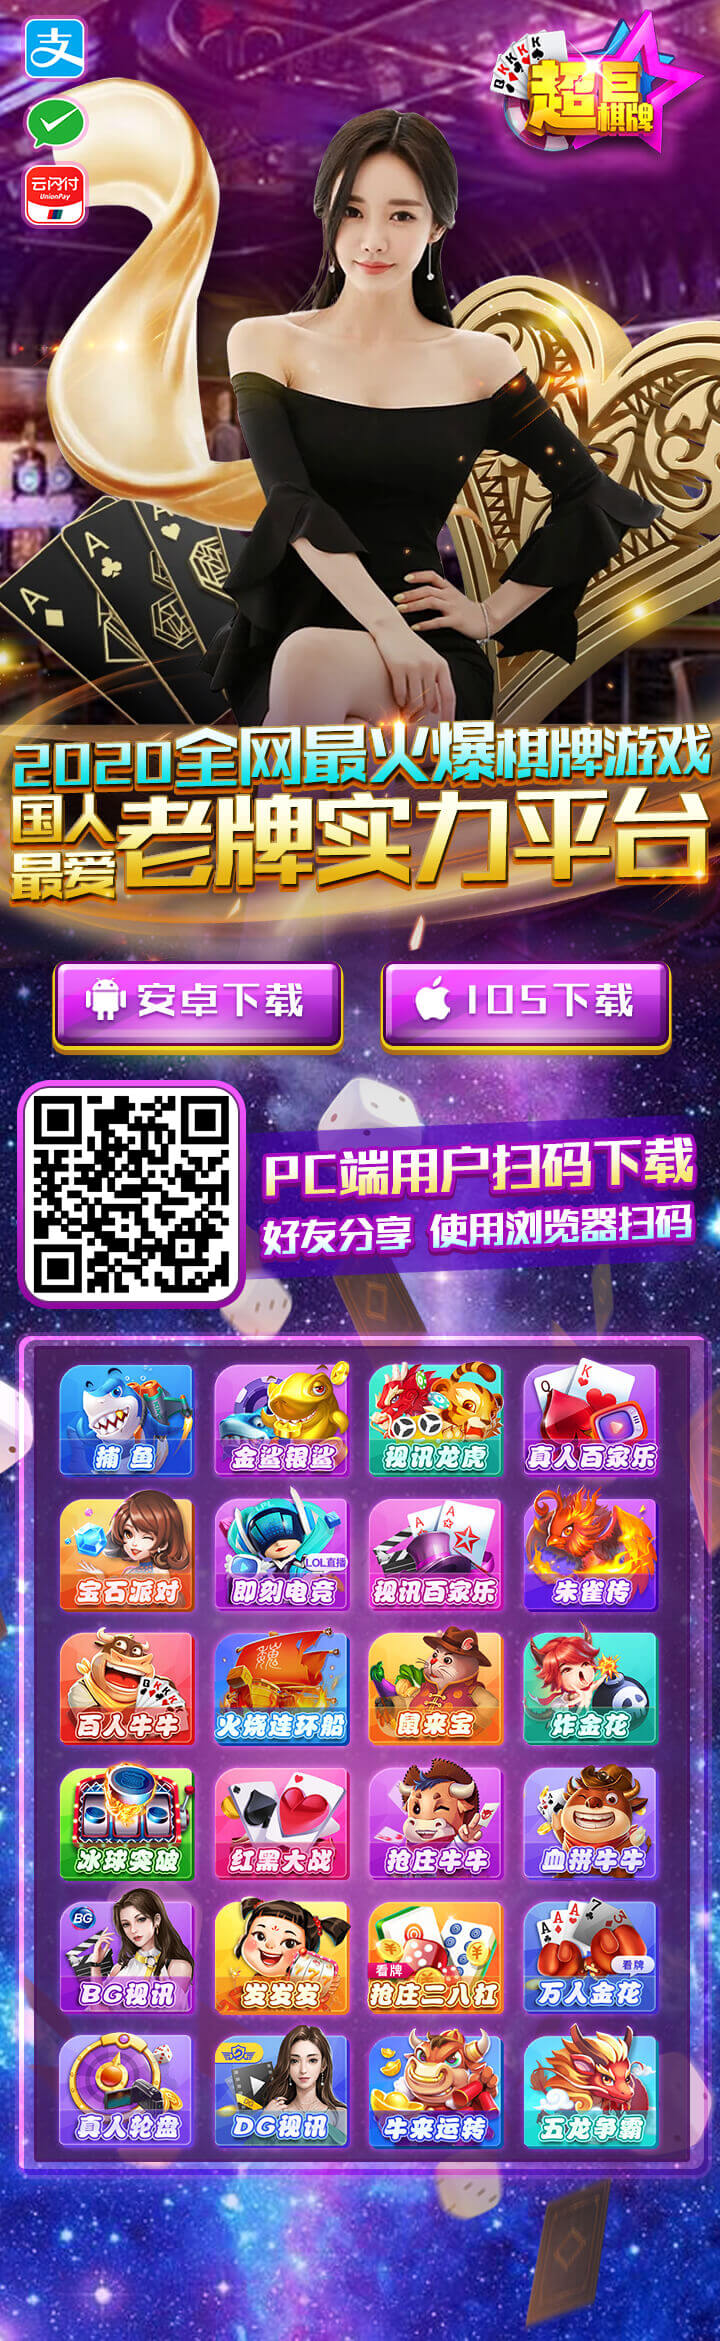 支
云闪付
UnionPay
超巨
棋牌
2020全网最火爆棋牌游戏
国人最爱 老牌实力平台
安卓下载
IOS下载
PC端用户扫码下载
好友分享 使用浏览器扫码
捕鱼
金鲨银鲨
视讯龙虎
真人百家乐
宝石派对
LOL直播
即刻电竞
视讯百家乐
朱雀传
百人牛牛
火烧连环船
鼠来宝
炸金花
冰球突破
红黑大战
抢庄牛牛
血拼牛牛
BG
BG视讯
发发发
看牌
抢庄二八杠
看牌
万人金花
真人轮盘
DG视讯
牛来运转
五龙争霸